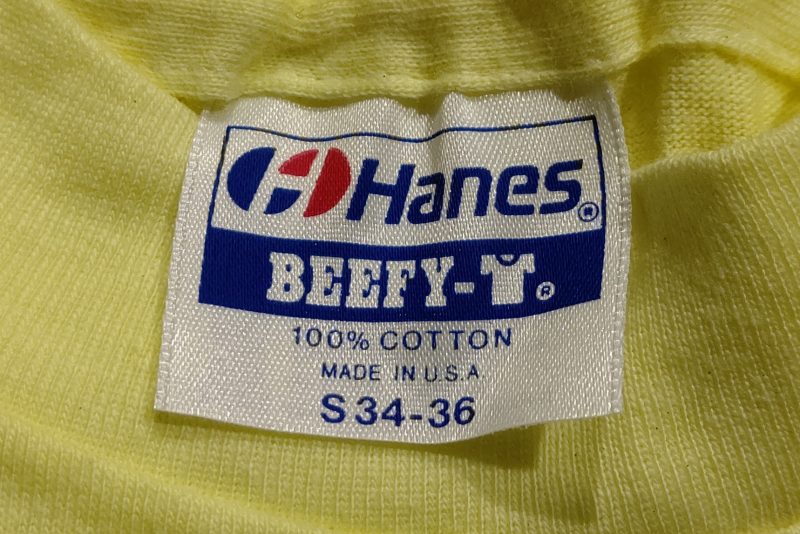 Hanes®
BEEFY-T®
100% COTTON
MADE IN U.S.A
S 34-36